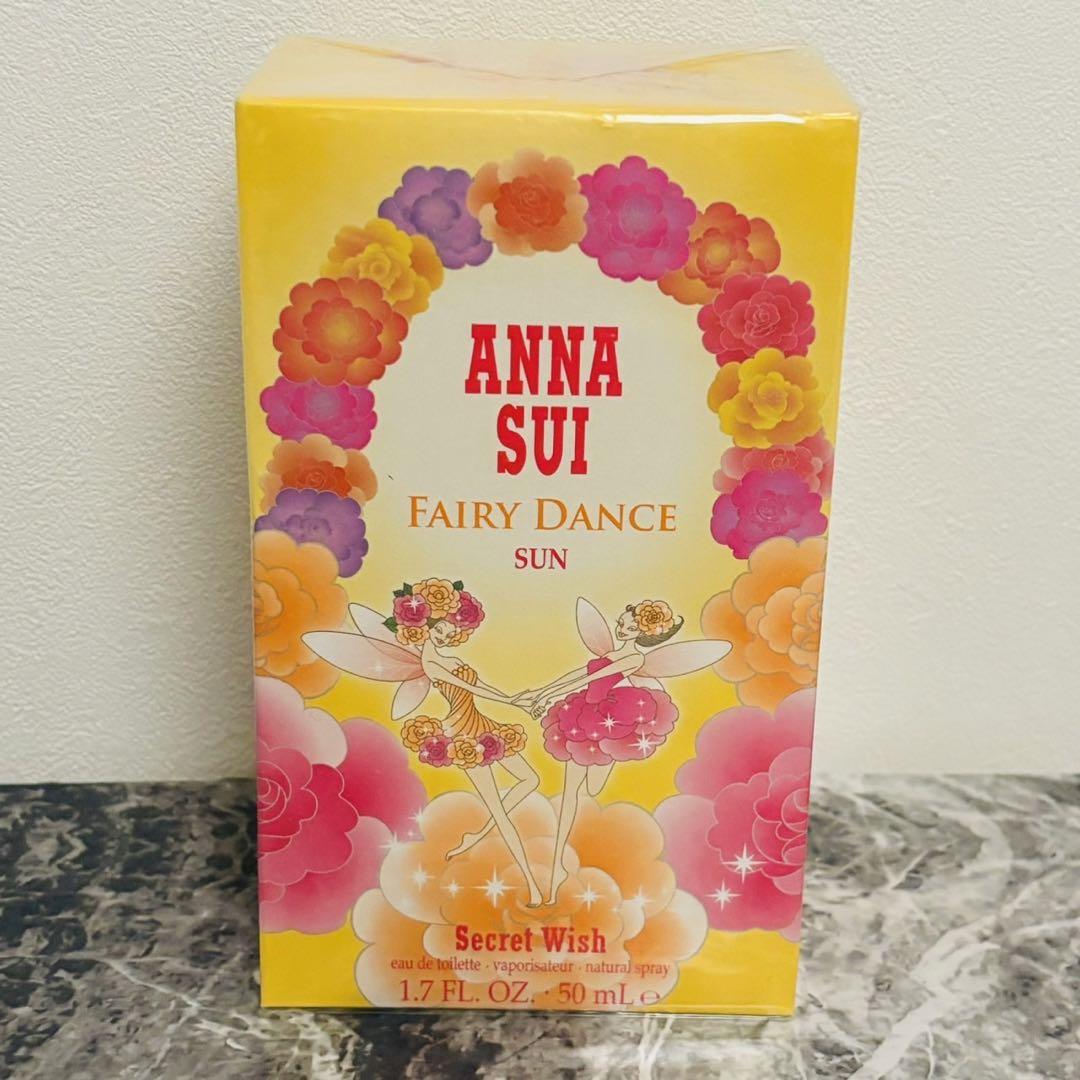 ANNA
SUI
FAIRY DANCE
SUN
Secret Wish
eau de toilette · vaporisateur · natural spray
1.7 FL. OZ. · 50 mL ℮